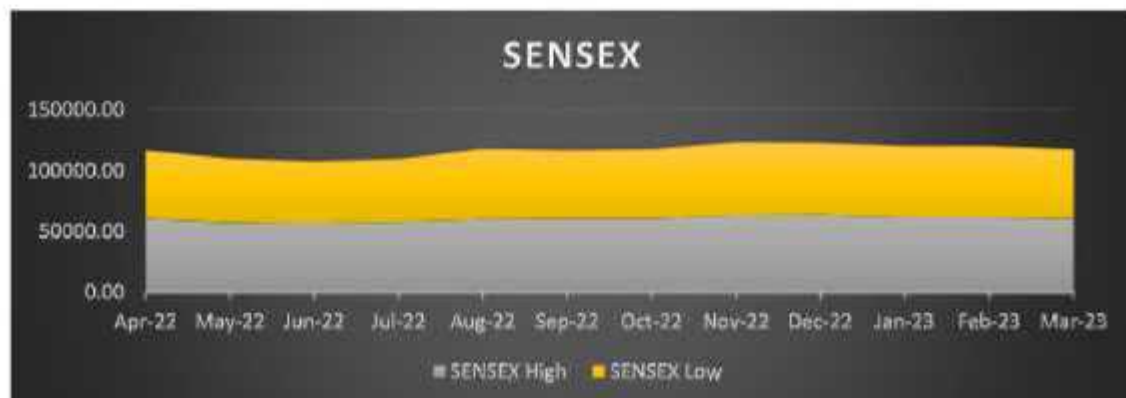 SENSEX
150000.00
100000.00
50000.00
0.00
Apr-22 May-22 Jun-22 Jul-22 Aug-22 Sep-22 Oct-22 Nov-22 Dec-22 Jan-23 Feb-23 Mar-23
SENSEX High SENSEX Low